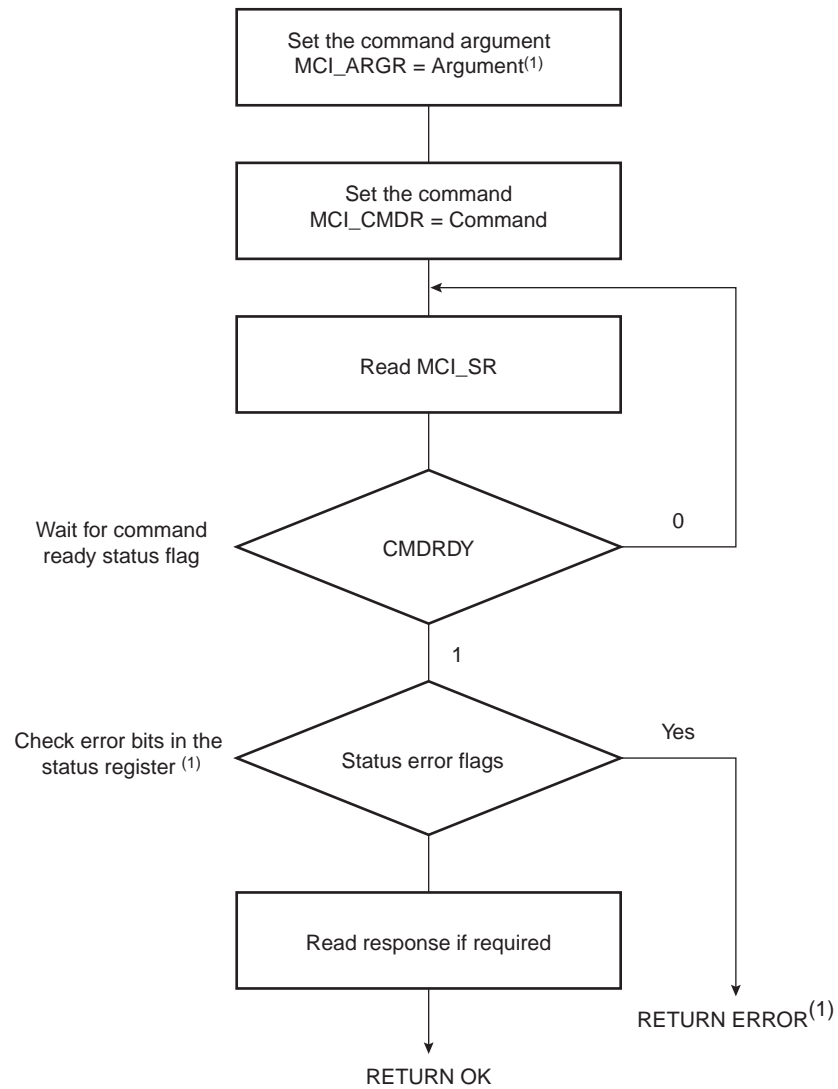 Set the command argument
MCI_ARGR = Argument(1)
Set the command
MCI_CMDR = Command
Read MCI_SR
Wait for command
ready status flag
CMDRDY
0
1
Check error bits in the
status register (1)
Status error flags
Yes
Read response if required
RETURN ERROR(1)
RETURN OK